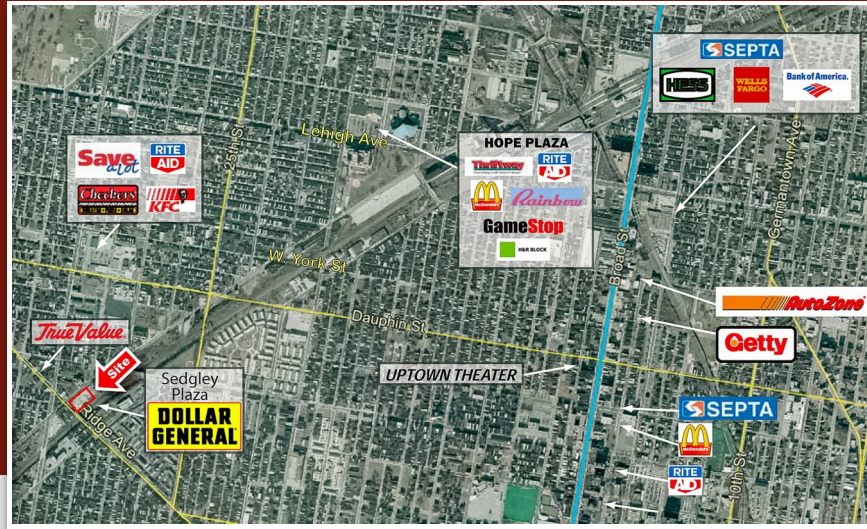 SEPTA
HESS
WELLS
FARGO
Bank of America.
Lehigh Ave
25th St
Germantown Ave
Save
a lot
RITE
AID
Checkers
KFC
HOPE PLAZA
Thriftway
RITE
AID
McDonald's
Rainbow
GameStop
H&R BLOCK
Broad St
W. York St
AutoZone
Dauphin St
True Value
Getty
Site
Sedgley
Plaza
DOLLAR
GENERAL
UPTOWN THEATER
Ridge Ave
SEPTA
McDonald's
RITE
AID
10th St